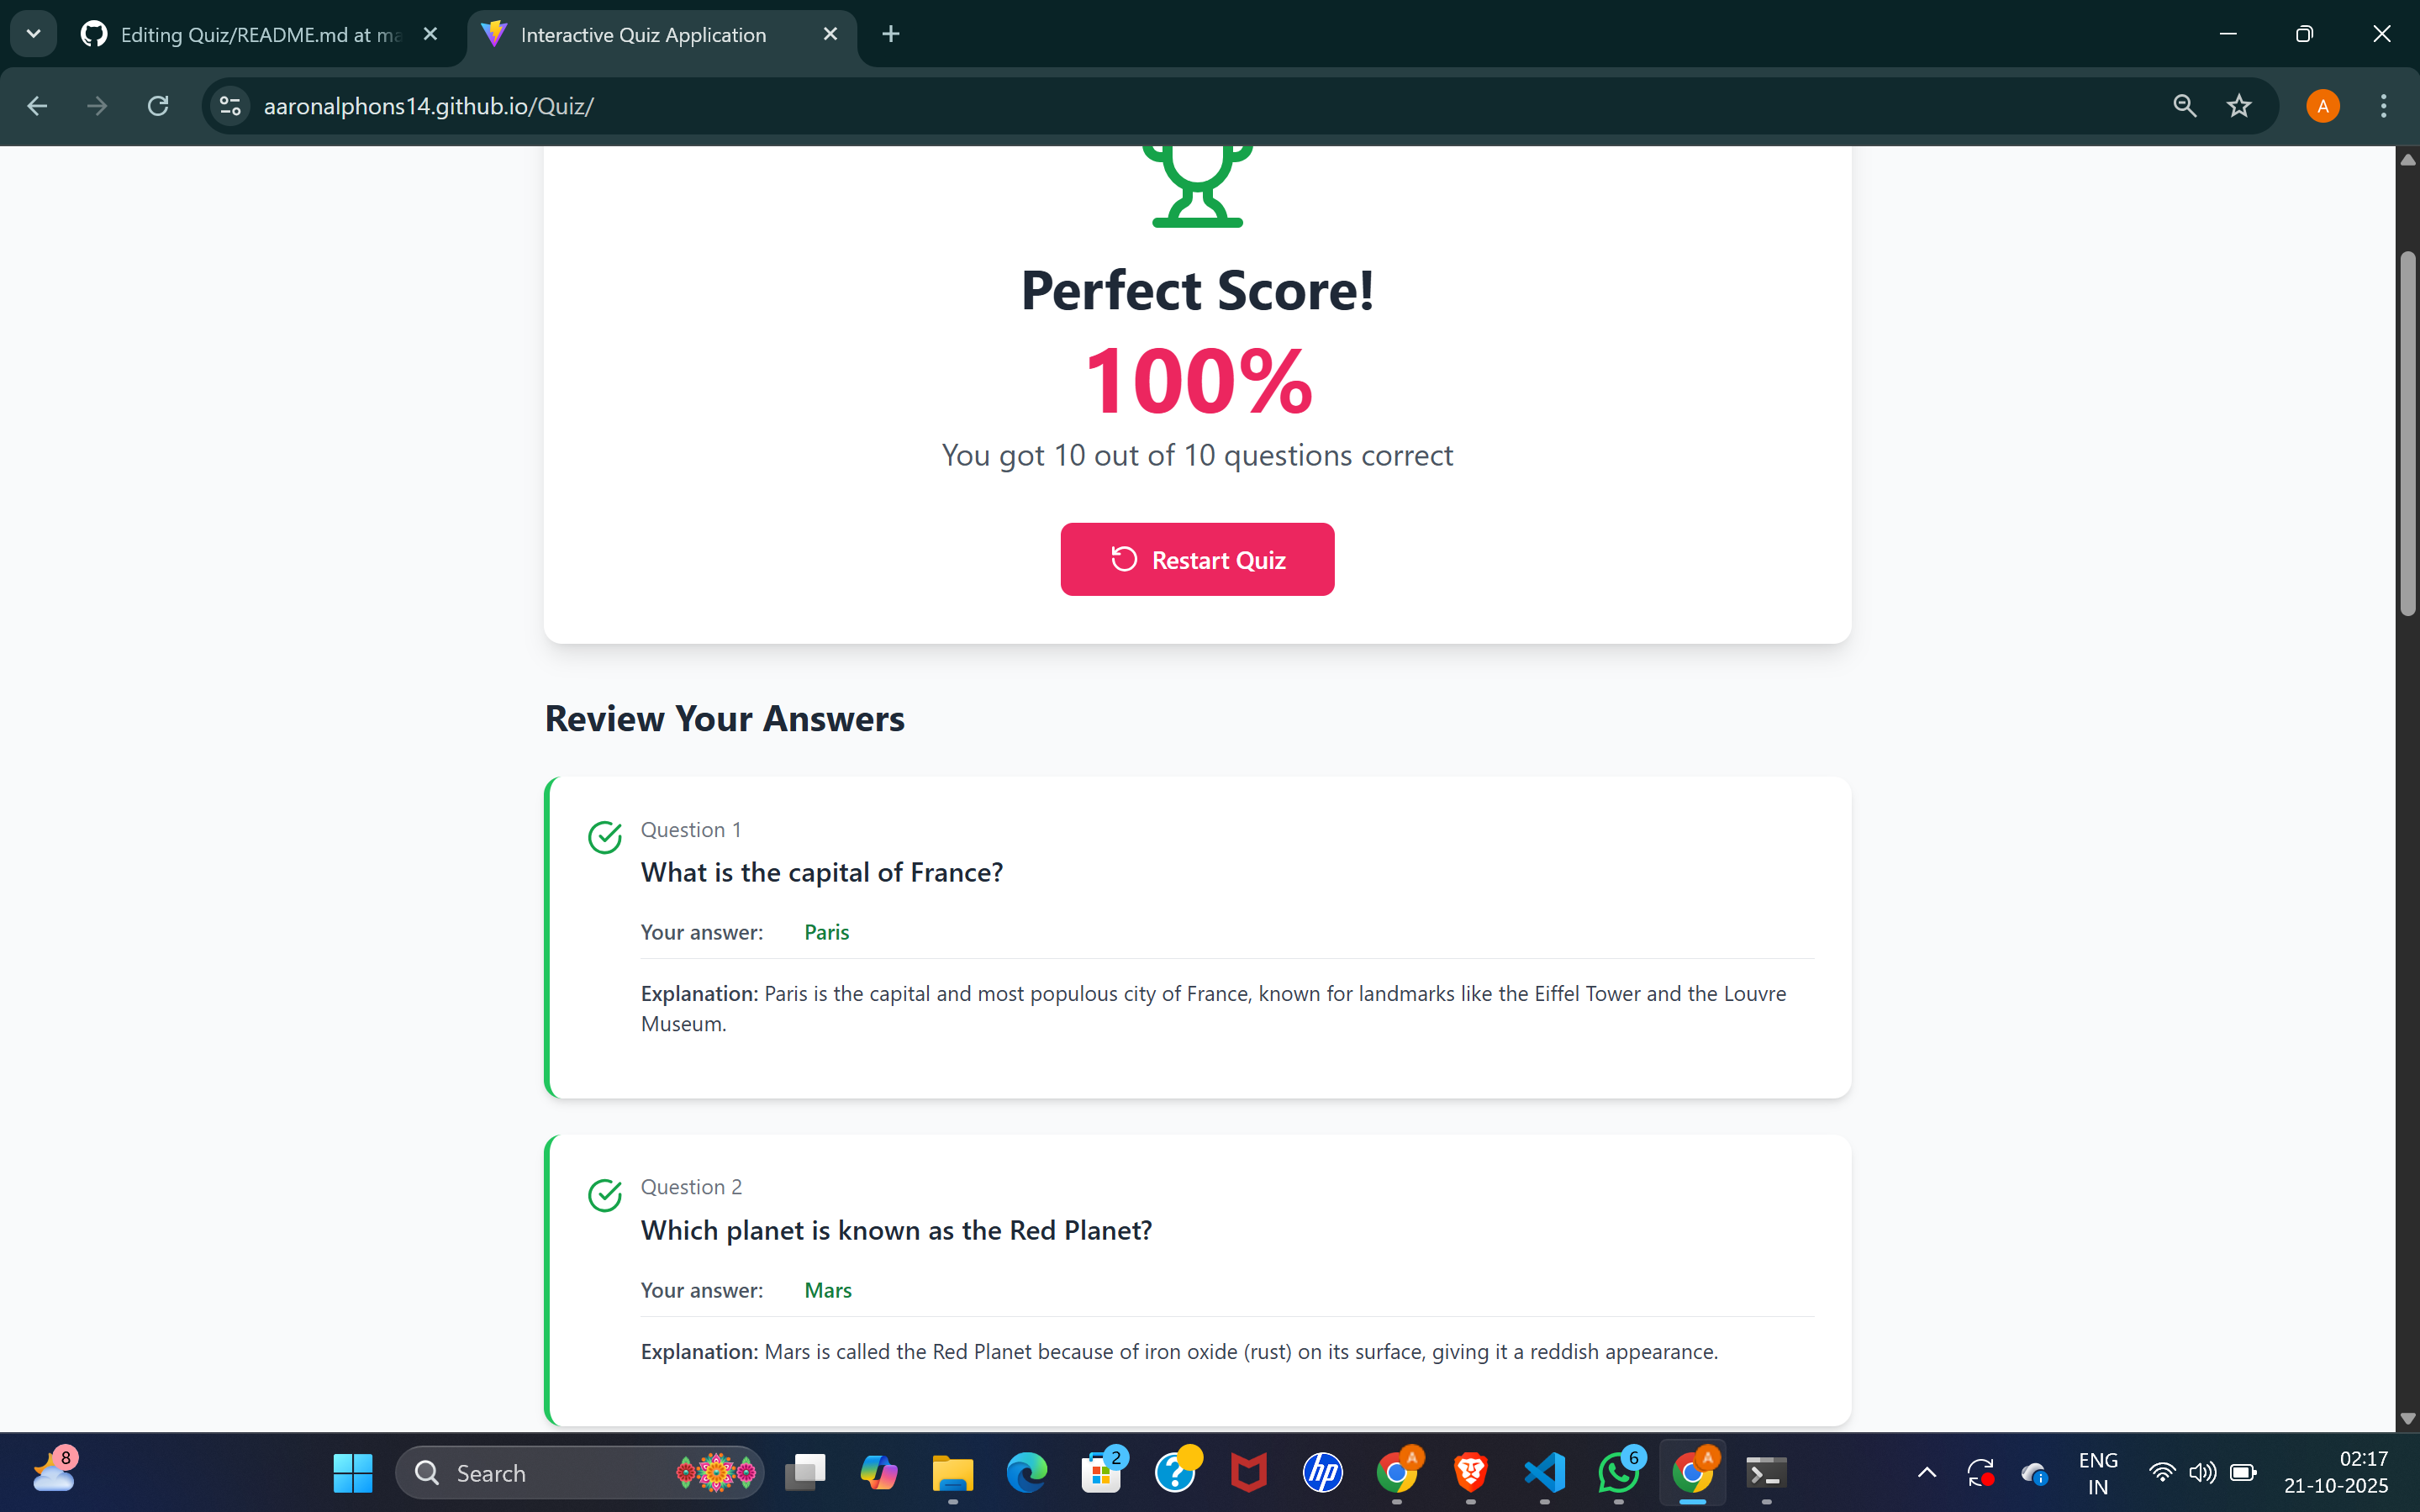 Editing Quiz/README.md at ma
Interactive Quiz Application
aaronalphons14.github.io/Quiz/
A
Perfect Score!
100%
You got 10 out of 10 questions correct
Restart Quiz
Review Your Answers
Question 1
What is the capital of France?
Your answer: Paris
Explanation: Paris is the capital and most populous city of France, known for landmarks like the Eiffel Tower and the Louvre
Museum.
Question 2
Which planet is known as the Red Planet?
Your answer: Mars
Explanation: Mars is called the Red Planet because of iron oxide (rust) on its surface, giving it a reddish appearance.
8
Search
2
?
hp
A
6
A
ENG
IN
02:17
21-10-2025